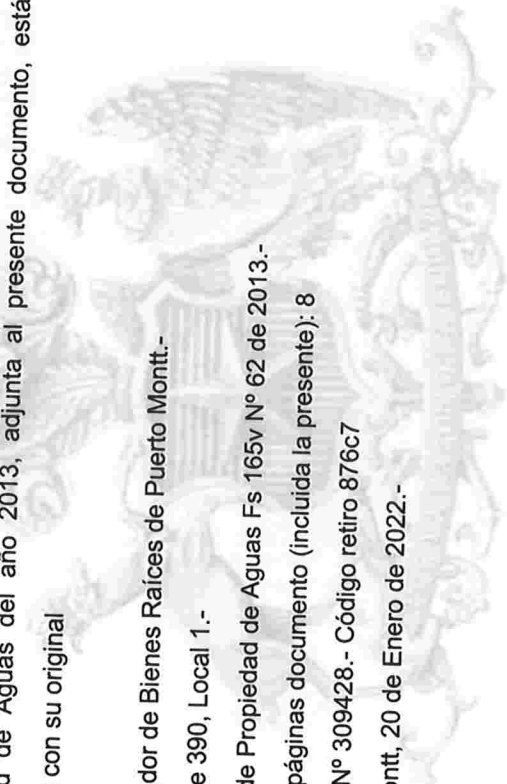 de Aguas del año 2013, adjunta al presente documento, está
con su original
dor de Bienes Raíces de Puerto Montt.-
e 390, Local 1.-
de Propiedad de Aguas Fs 165v Nº 62 de 2013.-
páginas documento (incluida la presente): 8
Nº 309428.- Código retiro 876c7
ontt, 20 de Enero de 2022.-